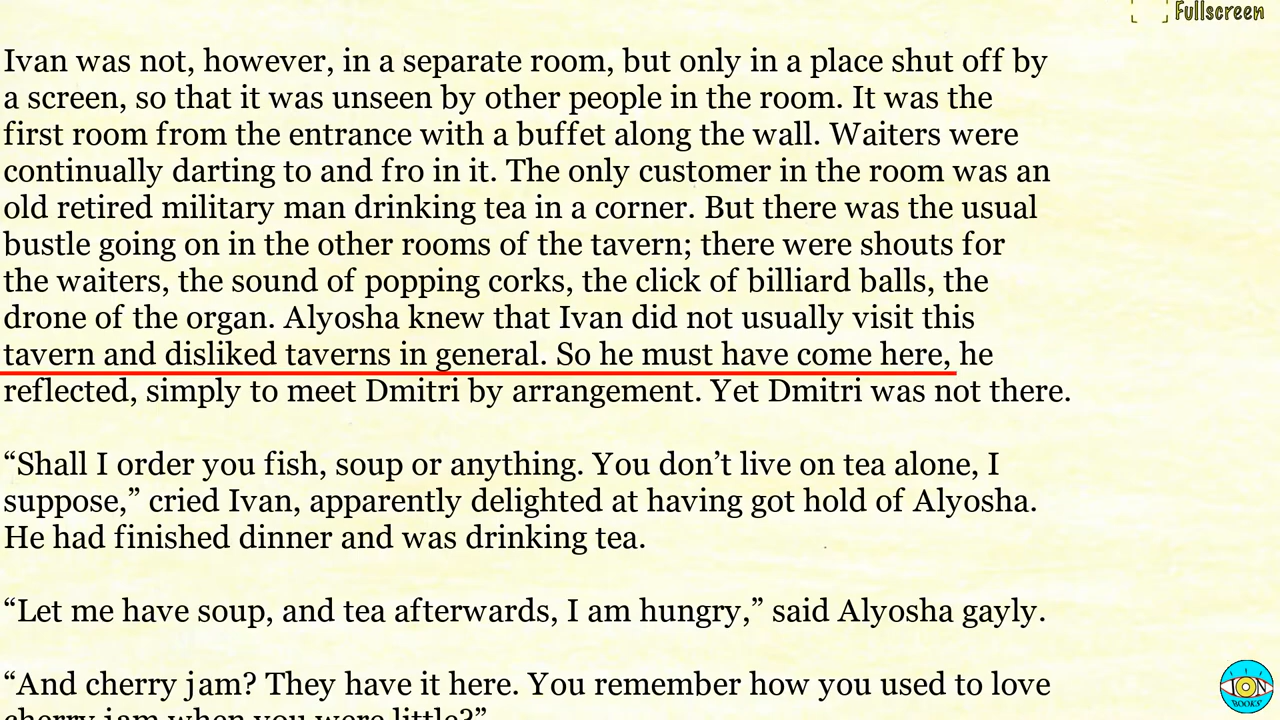 Fullscreen
Ivan was not, however, in a separate room, but only in a place shut off by
a screen, so that it was unseen by other people in the room. It was the
first room from the entrance with a buffet along the wall. Waiters were
continually darting to and fro in it. The only customer in the room was an
old retired military man drinking tea in a corner. But there was the usual
bustle going on in the other rooms of the tavern; there were shouts for
the waiters, the sound of popping corks, the click of billiard balls, the
drone of the organ. Alyosha knew that Ivan did not usually visit this
tavern and disliked taverns in general. So he must have come here, he
reflected, simply to meet Dmitri by arrangement. Yet Dmitri was not there.
“Shall I order you fish, soup or anything. You don’t live on tea alone, I
suppose,” cried Ivan, apparently delighted at having got hold of Alyosha.
He had finished dinner and was drinking tea.
“Let me have soup, and tea afterwards, I am hungry,” said Alyosha gayly.
“And cherry jam? They have it here. You remember how you used to love
cherry jam when you were little?”
ION
BOOKS